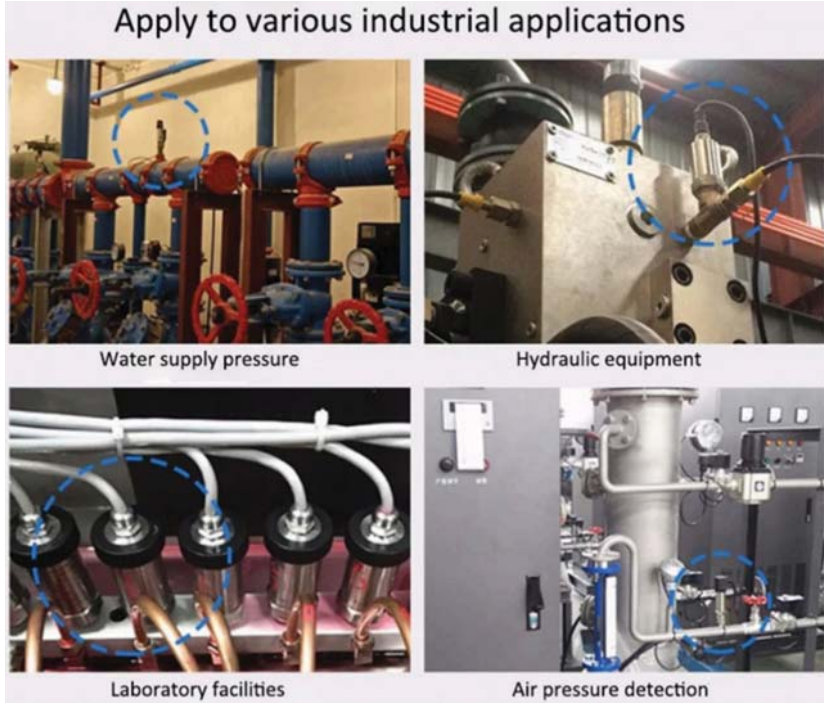 Apply to various industrial applications
Water supply pressure
Hydraulic equipment
Laboratory facilities
Air pressure detection